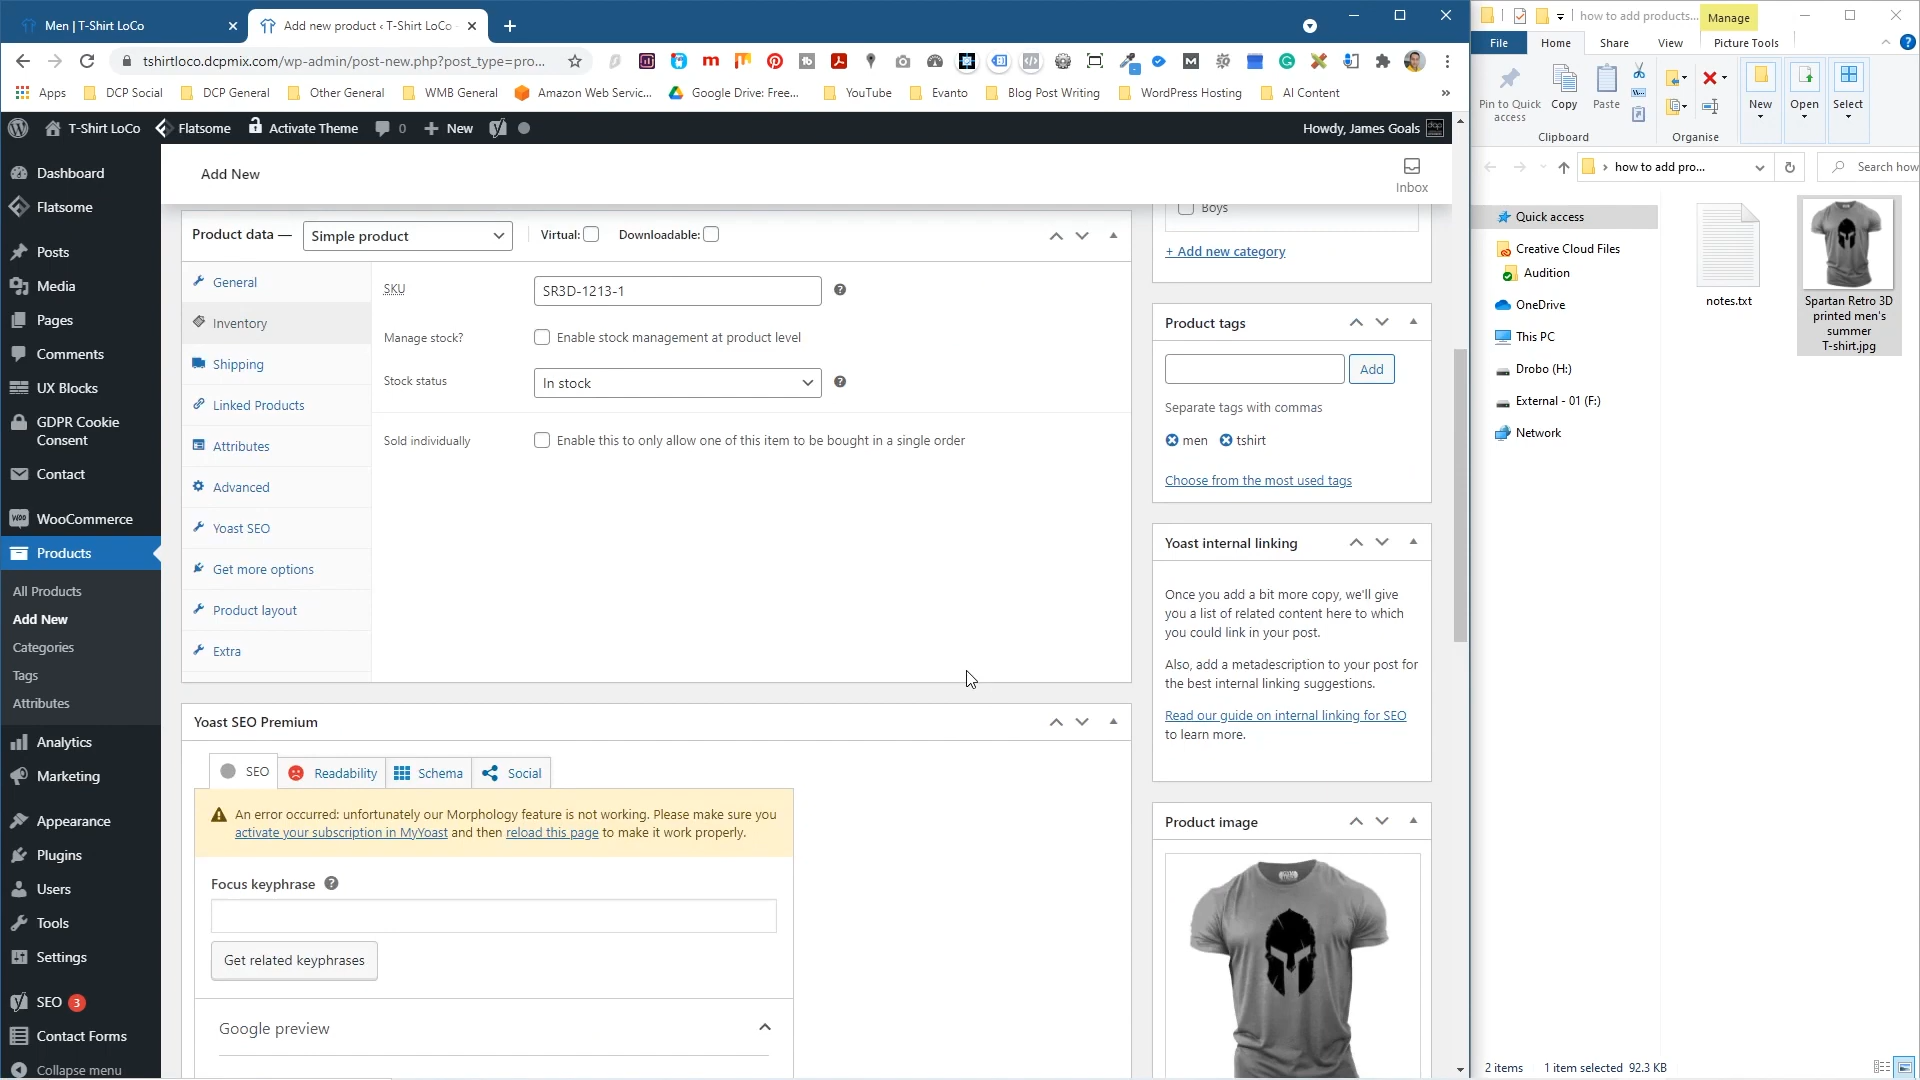 Men | T-Shirt LoCo
Add new product ‹ T-Shirt LoCo
tshirtloco.dcpmix.com/wp-admin/post-new.php?post_type=pro...
Apps
DCP Social
DCP General
Other General
WMB General
Amazon Web Servic...
Google Drive: Free...
YouTube
Evanto
Blog Post Writing
WordPress Hosting
AI Content
T-Shirt LoCo
Flatsome
Activate Theme
0
New
Howdy, James Goals
Dashboard
Flatsome
Posts
Media
Pages
Comments
UX Blocks
GDPR Cookie
Consent
Contact
WooCommerce
Products
All Products
Add New
Categories
Tags
Attributes
Analytics
Marketing
Appearance
Plugins
Users
Tools
Settings
SEO 3
Contact Forms
Collapse menu
Add New
Inbox
Product data —
Simple product
Virtual:
Downloadable:
General
Inventory
Shipping
Linked Products
Attributes
Advanced
Yoast SEO
Get more options
Product layout
Extra
SKU
SR3D-1213-1
Manage stock?
Enable stock management at product level
Stock status
In stock
Sold individually
Enable this to only allow one of this item to be bought in a single order
Yoast SEO Premium
SEO
Readability
Schema
Social
An error occurred: unfortunately our Morphology feature is not working. Please make sure you
activate your subscription in MyYoast and then reload this page to make it work properly.
Focus keyphrase
Get related keyphrases
Google preview
Boys
+ Add new category
Product tags
Add
Separate tags with commas
men
tshirt
Choose from the most used tags
Yoast internal linking
Once you add a bit more copy, we'll give
you a list of related content here to which
you could link in your post.
Also, add a metadescription to your post for
the best internal linking suggestions.
Read our guide on internal linking for SEO
to learn more.
Product image
how to add products...
Manage
File
Home
Share
View
Picture Tools
Pin to Quick
access
Copy
Paste
Clipboard
Organise
New
Open
Select
how to add pro...
Search how
Quick access
Creative Cloud Files
Audition
OneDrive
This PC
Drobo (H:)
External - 01 (F:)
Network
notes.txt
Spartan Retro 3D
printed men's
summer
T-shirt.jpg
2 items
1 item selected 92.3 KB